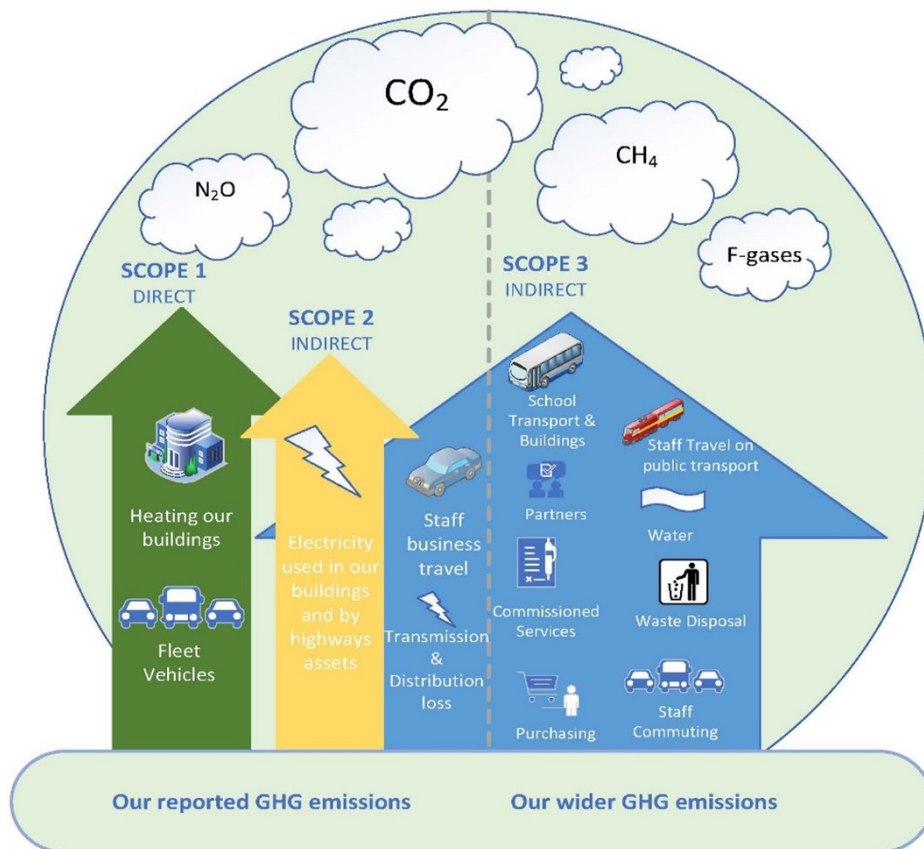 CO₂
CH₄
N₂O
F-gases
SCOPE 1
DIRECT
SCOPE 2
INDIRECT
SCOPE 3
INDIRECT
Heating our
buildings
Fleet
Vehicles
Electricity
used in our
buildings
and by
highways
assets
Staff
business
travel
Transmission
&
Distribution
loss
School
Transport &
Buildings
Partners
Commissioned
Services
Purchasing
Staff Travel on
public transport
Water
Waste Disposal
Staff
Commuting
Our reported GHG emissions
Our wider GHG emissions